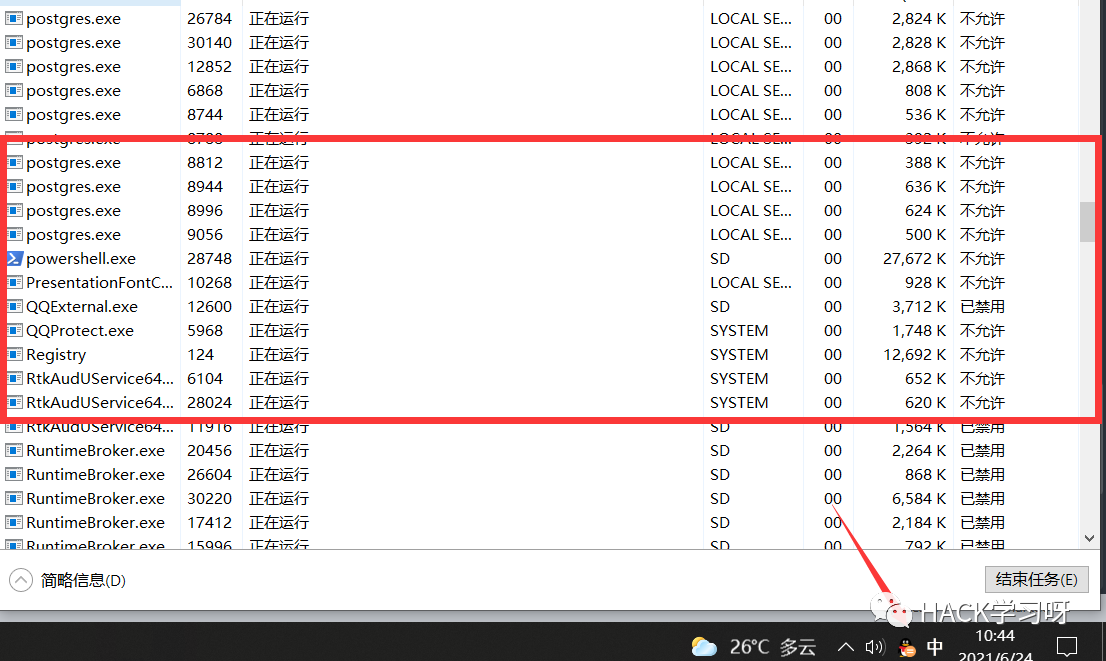 postgres.exe 26784 正在运行 LOCAL SE... 00 2,824 K 不允许
postgres.exe 30140 正在运行 LOCAL SE... 00 2,828 K 不允许
postgres.exe 12852 正在运行 LOCAL SE... 00 2,868 K 不允许
postgres.exe 6868 正在运行 LOCAL SE... 00 808 K 不允许
postgres.exe 8744 正在运行 LOCAL SE... 00 536 K 不允许
postgres.exe 正在运行 LOCAL SE... 00 不允许
postgres.exe 8812 正在运行 LOCAL SE... 00 388 K 不允许
postgres.exe 8944 正在运行 LOCAL SE... 00 636 K 不允许
postgres.exe 8996 正在运行 LOCAL SE... 00 624 K 不允许
postgres.exe 9056 正在运行 LOCAL SE... 00 500 K 不允许
powershell.exe 28748 正在运行 SD 00 27,672 K 不允许
PresentationFontC... 10268 正在运行 LOCAL SE... 00 928 K 不允许
QQExternal.exe 12600 正在运行 SD 00 3,712 K 已禁用
QQProtect.exe 5968 正在运行 SYSTEM 00 1,748 K 不允许
Registry 124 正在运行 SYSTEM 00 12,692 K 不允许
RtkAudUService64... 6104 正在运行 SYSTEM 00 652 K 不允许
RtkAudUService64... 28024 正在运行 SYSTEM 00 620 K 不允许
RtkAudUService64... 11916 正在运行 SD 00 1,564 K 已禁用
RuntimeBroker.exe 20456 正在运行 SD 00 2,264 K 已禁用
RuntimeBroker.exe 26604 正在运行 SD 00 868 K 已禁用
RuntimeBroker.exe 30220 正在运行 SD 00 6,584 K 已禁用
RuntimeBroker.exe 17412 正在运行 SD 00 2,184 K 已禁用
RuntimeBroker.exe 15996 正在运行 SD 00 792 K 已禁用
简略信息(D) 结束任务(E)
HACK学习呀
26°C 多云 中 10:44
2021/6/24